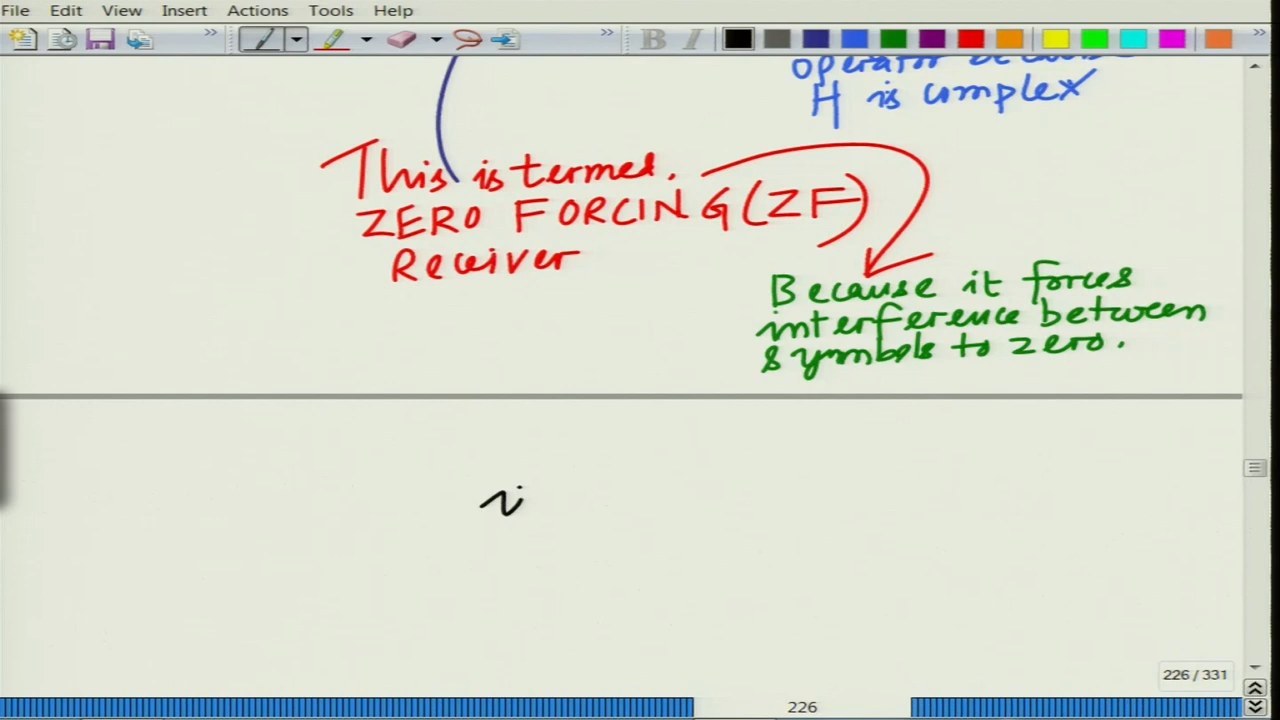 File Edit View Insert Actions Tools Help
B I
H is complex
This is termed.
ZERO FORCING (ZF)
Receiver
Because it forces
interference between
symbols to zero.
226 / 331
226